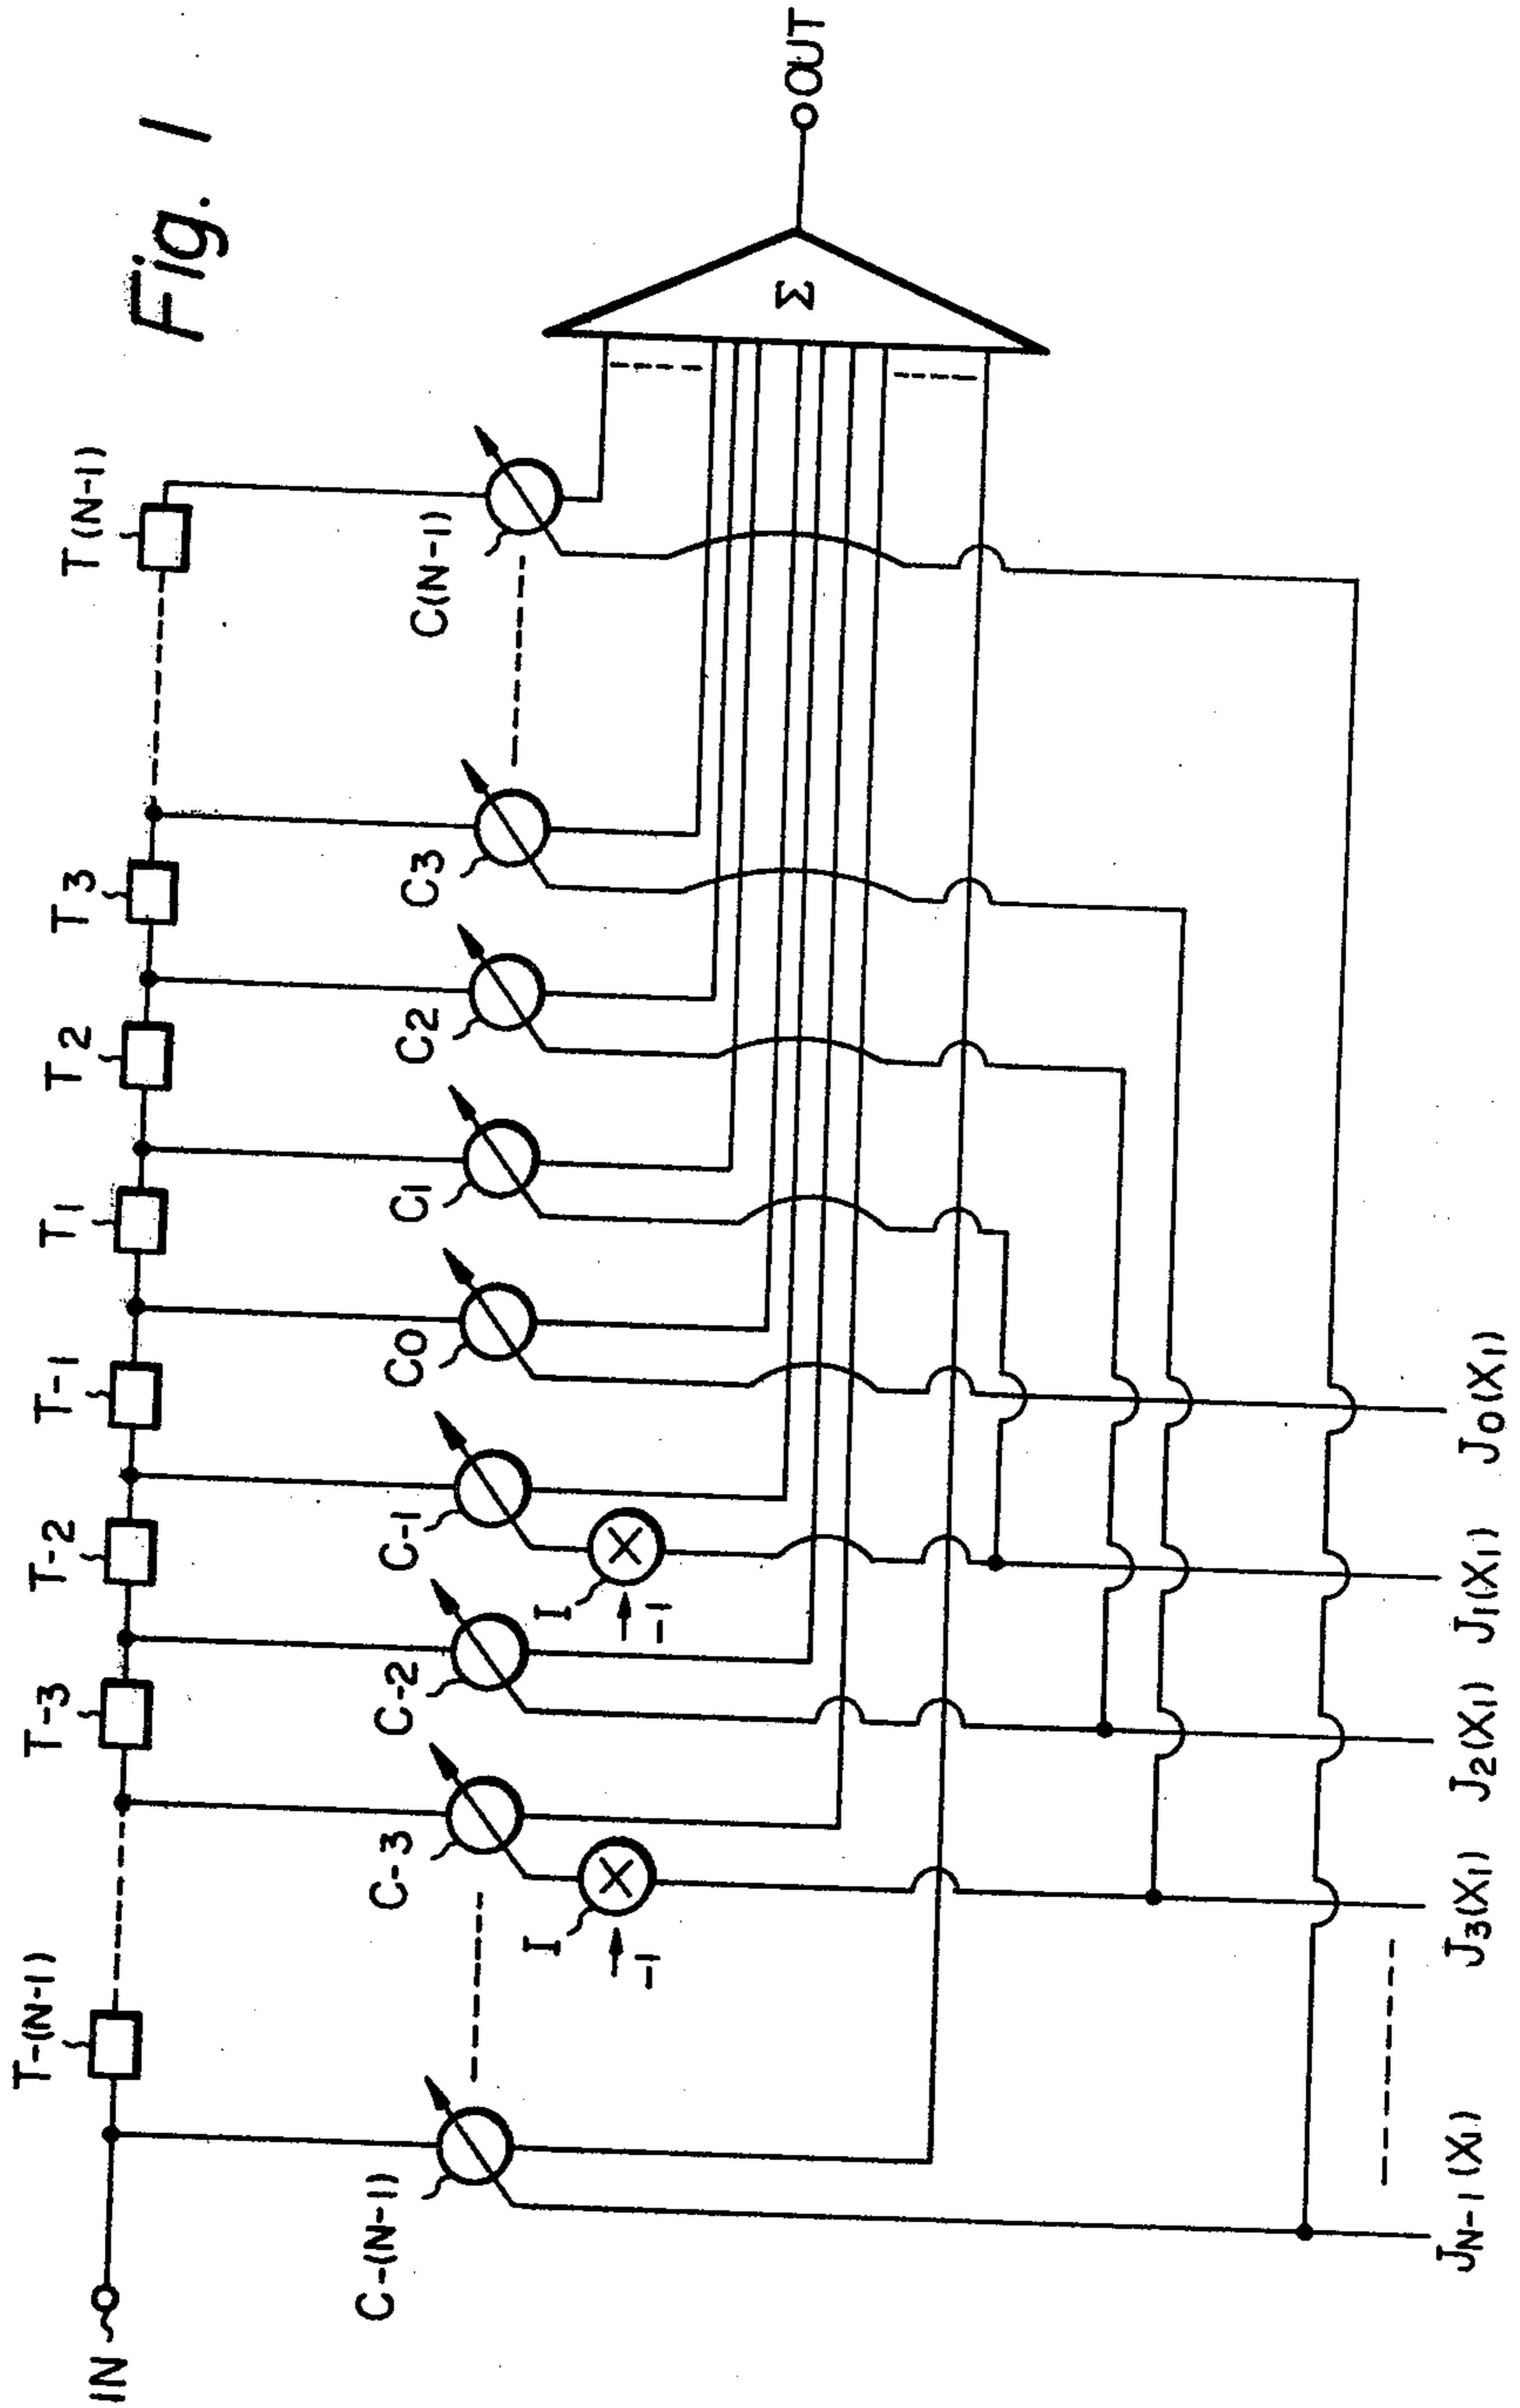 Fig. 1
IN
T-(N-1)
T-3
T-2
T-1
T1
T2
T3
T(N-1)
C-(N-1)
C-3
C-2
C-1
C0
C1
C2
C3
C(N-1)
I
-1
I
-1
Σ
OUT
JN-1(X1)
J3(X1)
J2(X1)
J1(X1)
J0(X1)